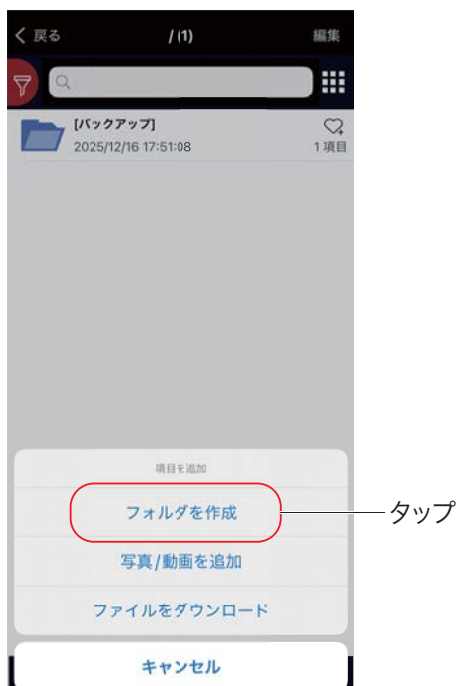 戻る / (1) 編集
[バックアップ]
2025/12/16 17:51:08 1 項目
項目を追加
フォルダを作成 タップ
写真/動画を追加
ファイルをダウンロード
キャンセル